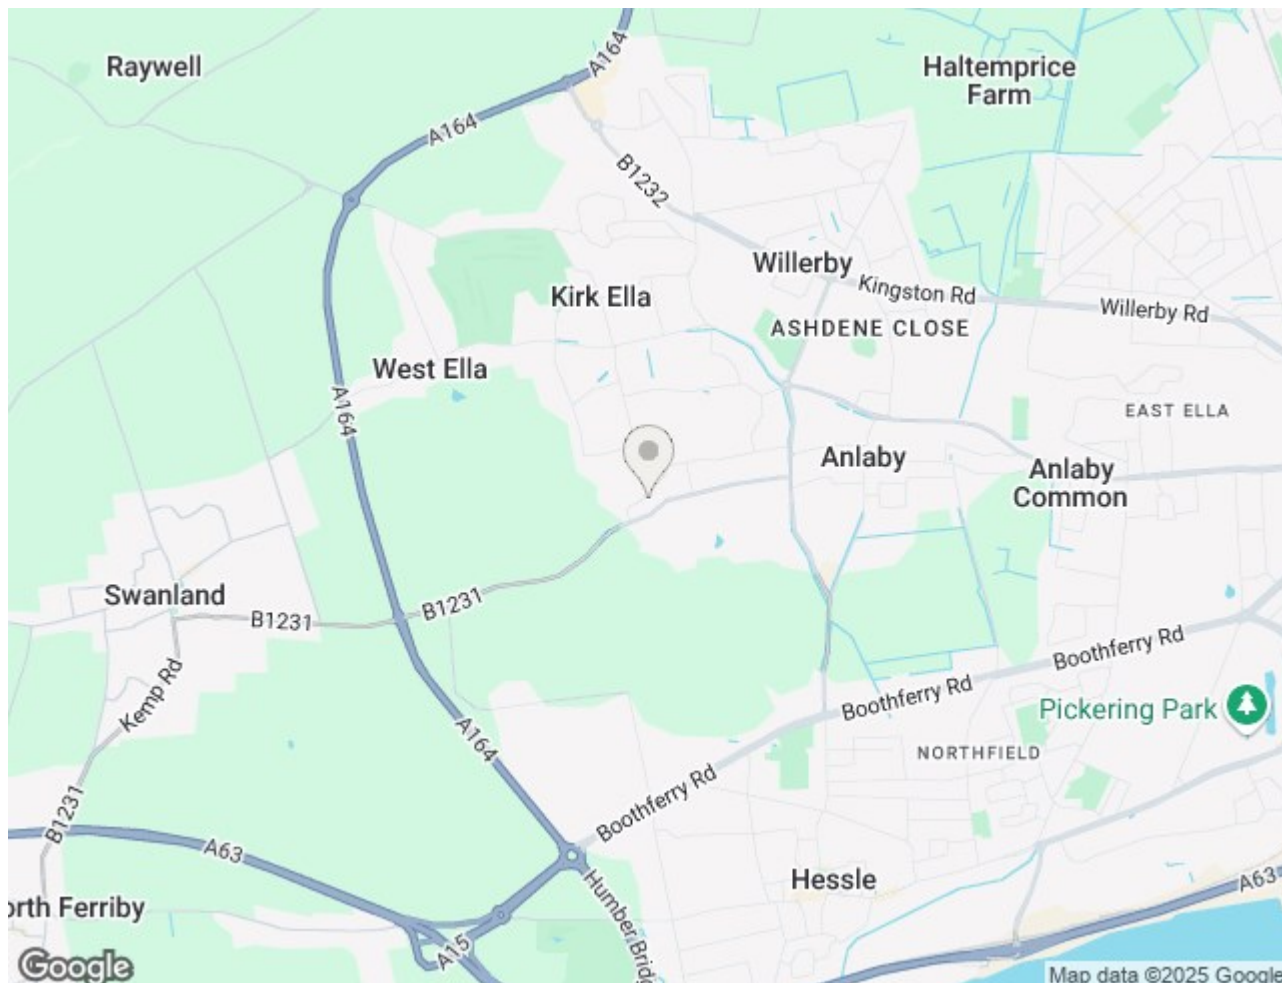 A164
Raywell
Haltemprice
Farm
A164
B1232
Willerby
Kingston Rd
Kirk Ella
Willerby Rd
ASHDENE CLOSE
West Ella
A164
EAST ELLA
Anlaby
Anlaby
Common
Swanland
B1231
B1231
Boothferry Rd
Kemp Rd
Boothferry Rd
Pickering Park
A164
NORTHFIELD
B1231
Boothferry Rd
A63
Hessle
A63
orth Ferriby
Humber Bridg
A15
Google
Map data ©2025 Google